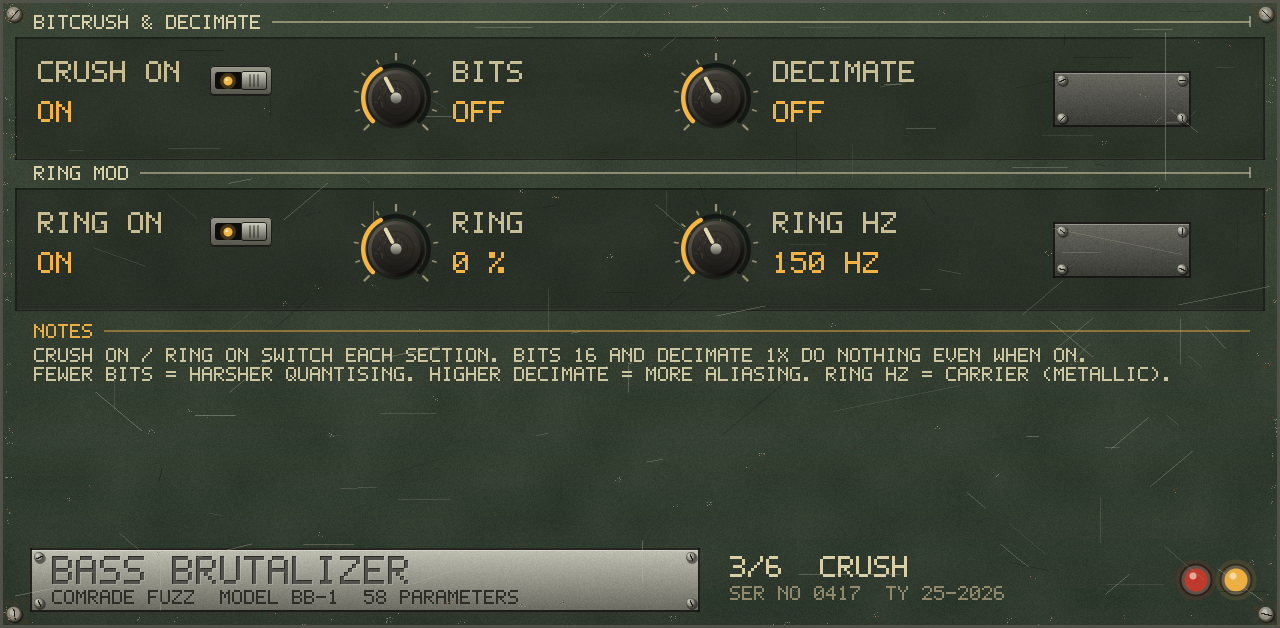 BITCRUSH & DECIMATE
CRUSH ON
BITS
DECIMATE
ON
OFF
OFF
RING MOD
RING ON
RING
RING HZ
ON
0 %
150 HZ
NOTES
CRUSH ON / RING ON SWITCH EACH SECTION. BITS 16 AND DECIMATE 1X DO NOTHING EVEN WHEN ON.
FEWER BITS = HARSHER QUANTISING. HIGHER DECIMATE = MORE ALIASING. RING HZ = CARRIER (METALLIC).
BASS BRUTALIZER
COMRADE FUZZ MODEL BB-1 58 PARAMETERS
3/6 CRUSH
SER NO 0417 TY 25-2026